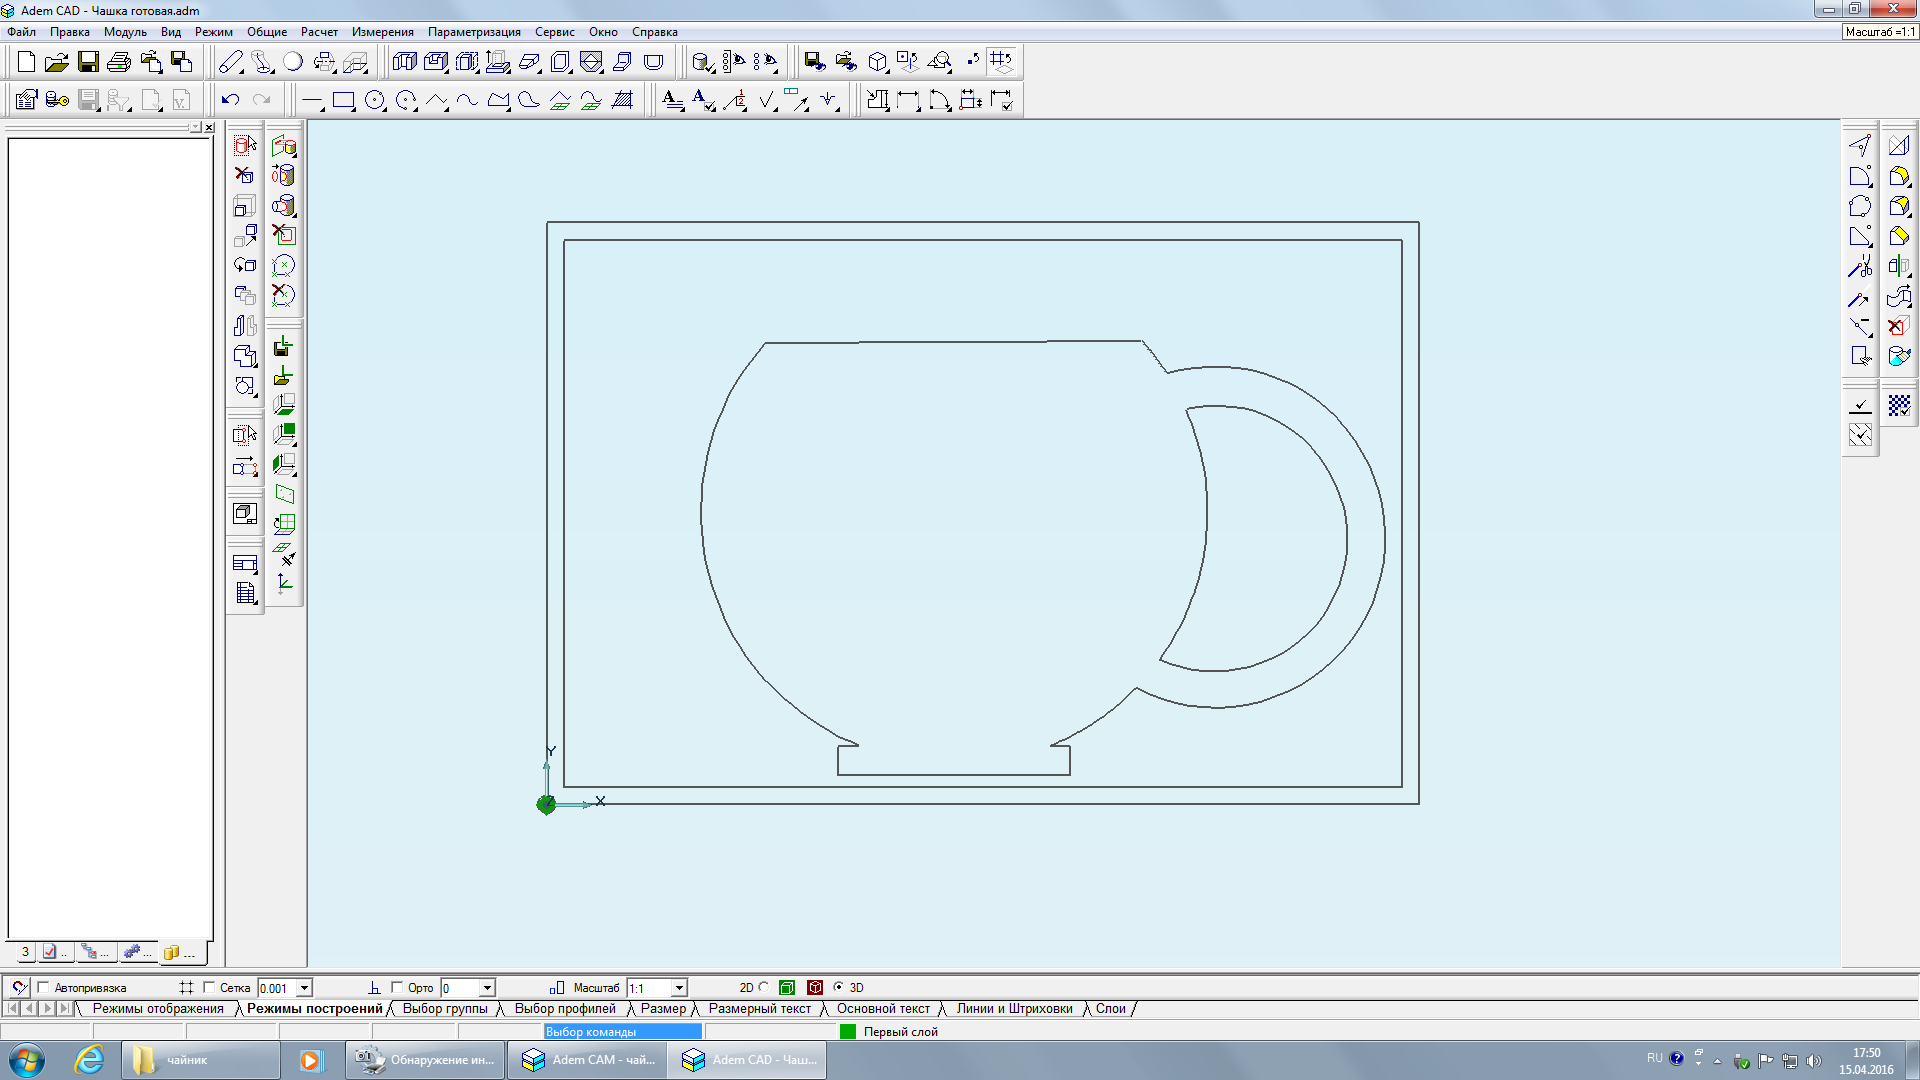 Adem CAD - Чашка готовая.adm
Файл Правка Модуль Вид Режим Общие Расчет Измерения Параметризация Сервис Окно Справка
Масштаб =1:1
Y
X
3 .. ... ... ...
Автопривязка Сетка 0.001 Орто 0 Масштаб 1:1 2D 3D
Режимы отображения Режимы построений Выбор группы Выбор профилей Размер Размерный текст Основной текст Линии и Штриховки Слои
Выбор команды Первый слой
чайник Обнаружение ин... Adem CAM - чай... Adem CAD - Чаш... RU 17:50
15.04.2016